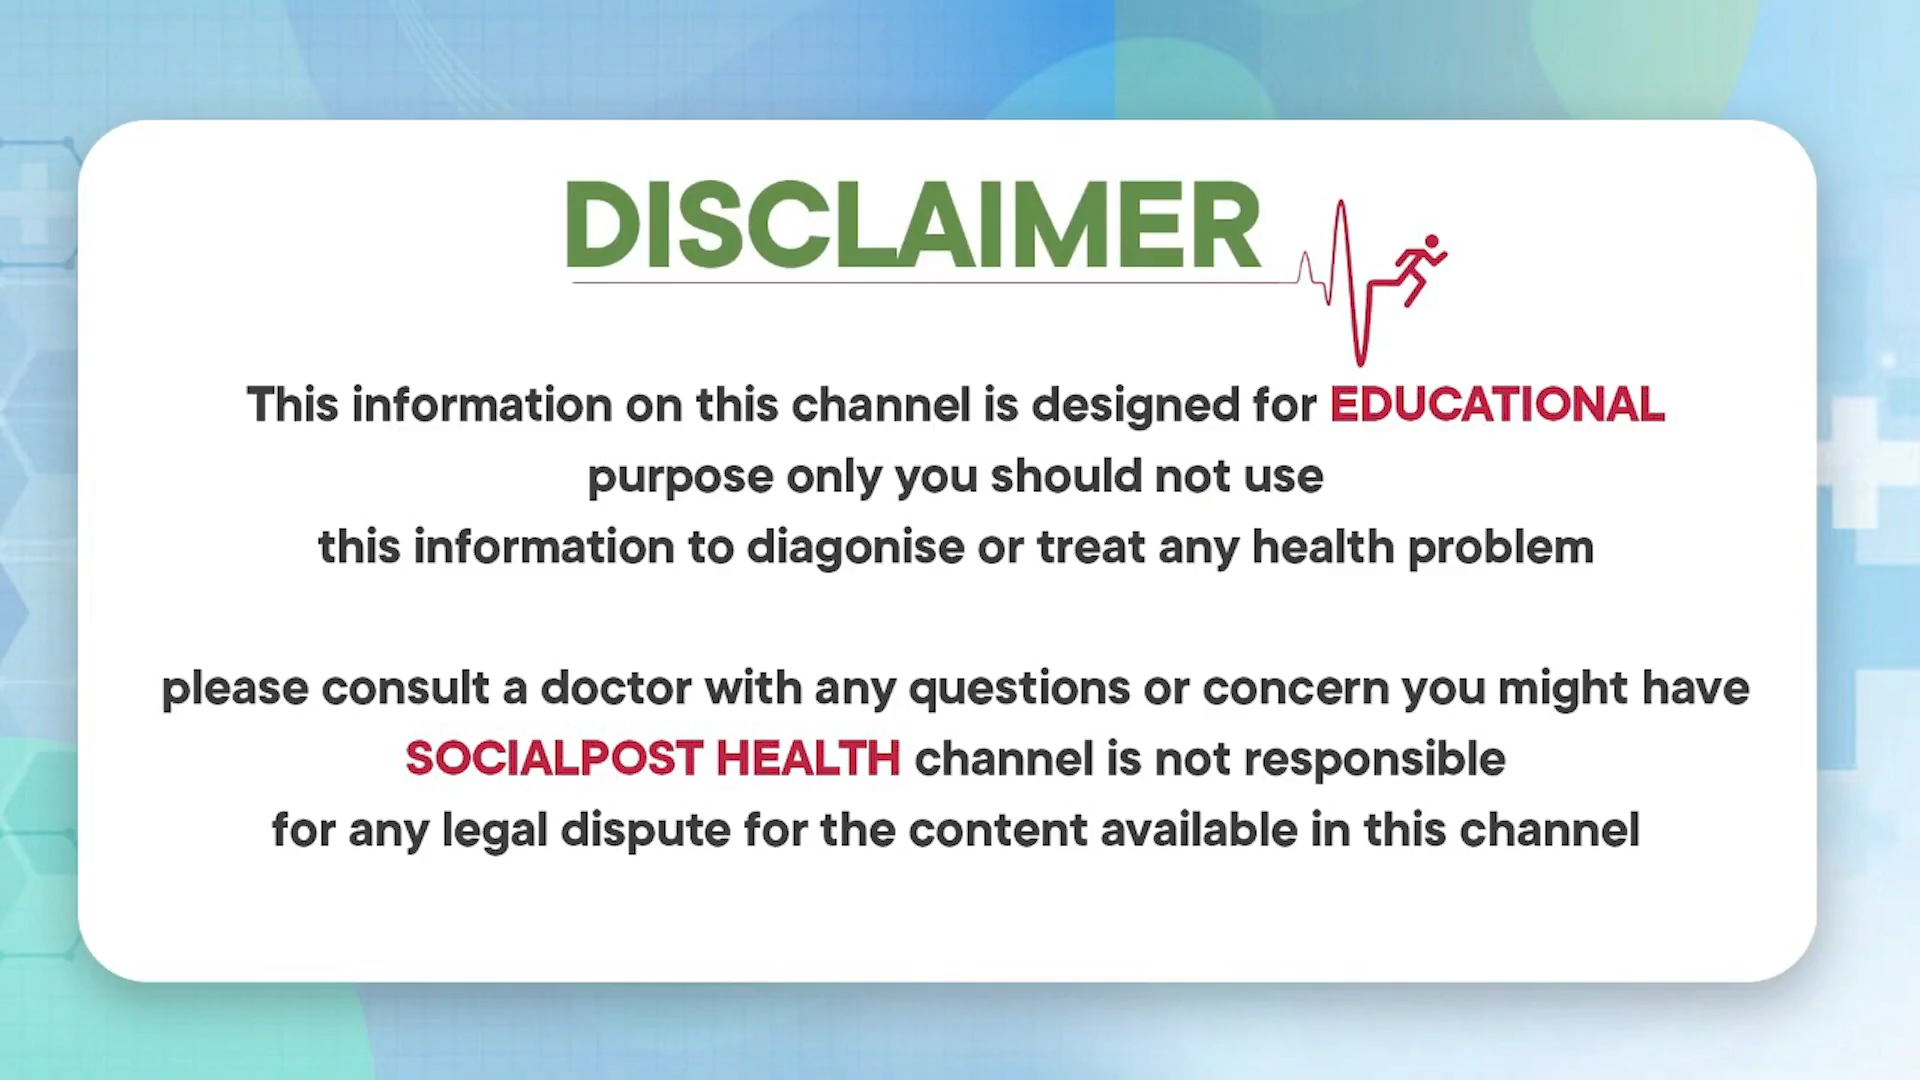 DISCLAIMER
This information on this channel is designed for EDUCATIONAL
purpose only you should not use
this information to diagonise or treat any health problem
please consult a doctor with any questions or concern you might have
SOCIALPOST HEALTH channel is not responsible
for any legal dispute for the content available in this channel